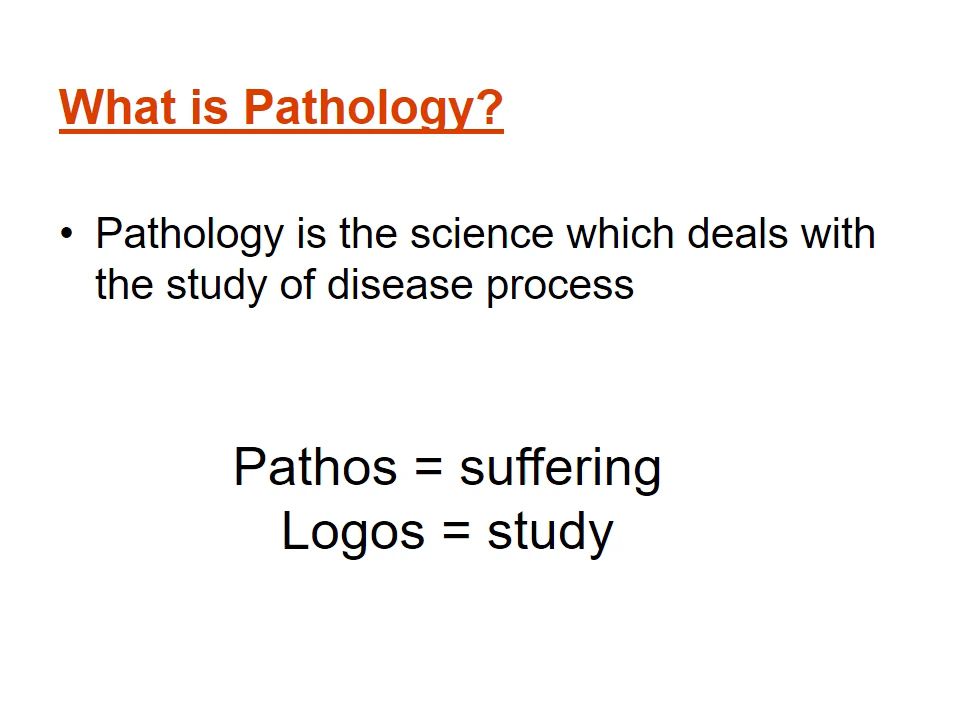 What is Pathology?
• Pathology is the science which deals with
the study of disease process
Pathos = suffering
Logos = study